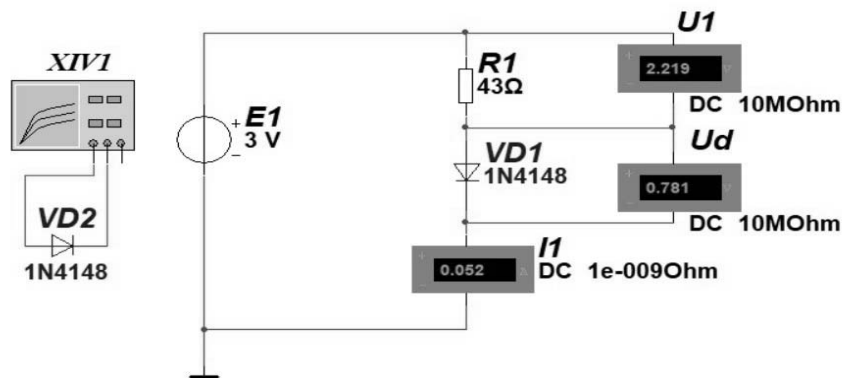 XIV1
VD2
1N4148
E1
3 V
R1
43Ω
VD1
1N4148
U1
2.219 V
DC 10MOhm
Ud
0.781 V
DC 10MOhm
I1
0.052 A
DC 1e-009Ohm